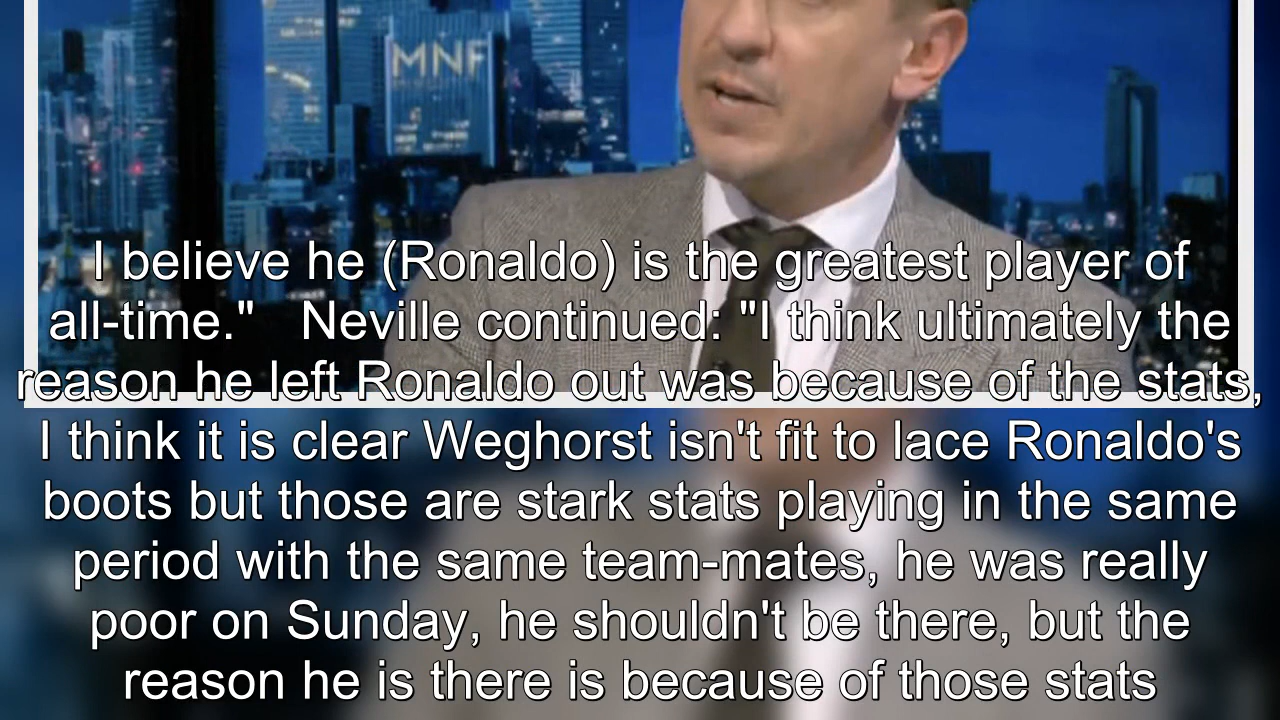 MNF
I believe he (Ronaldo) is the greatest player of
all-time."   Neville continued: "I think ultimately the
reason he left Ronaldo out was because of the stats,
I think it is clear Weghorst isn't fit to lace Ronaldo's
boots but those are stark stats playing in the same
period with the same team-mates, he was really
poor on Sunday, he shouldn't be there, but the
reason he is there is because of those stats